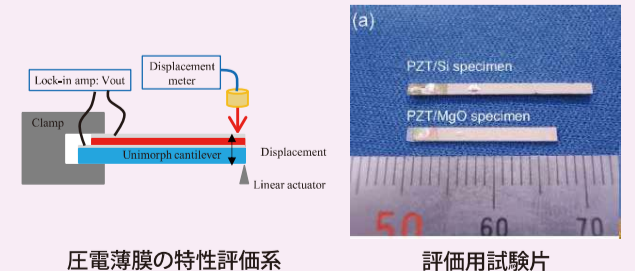 Displacement
meter
Lock-in amp: Vout
Clamp
Unimorph cantilever
Displacement
Linear actuator
圧電薄膜の特性評価系
(a)
PZT/Si specimen
PZT/MgO specimen
50 60 70
評価用試験片